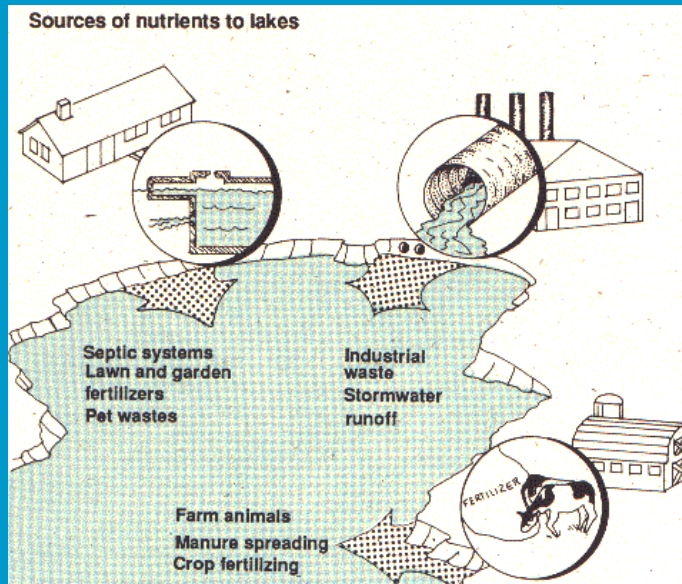 Sources of nutrients to lakes
Septic systems
Lawn and garden
fertilizers
Pet wastes
Industrial
waste
Stormwater
runoff
FERTILIZER
Farm animals
Manure spreading
Crop fertilizing